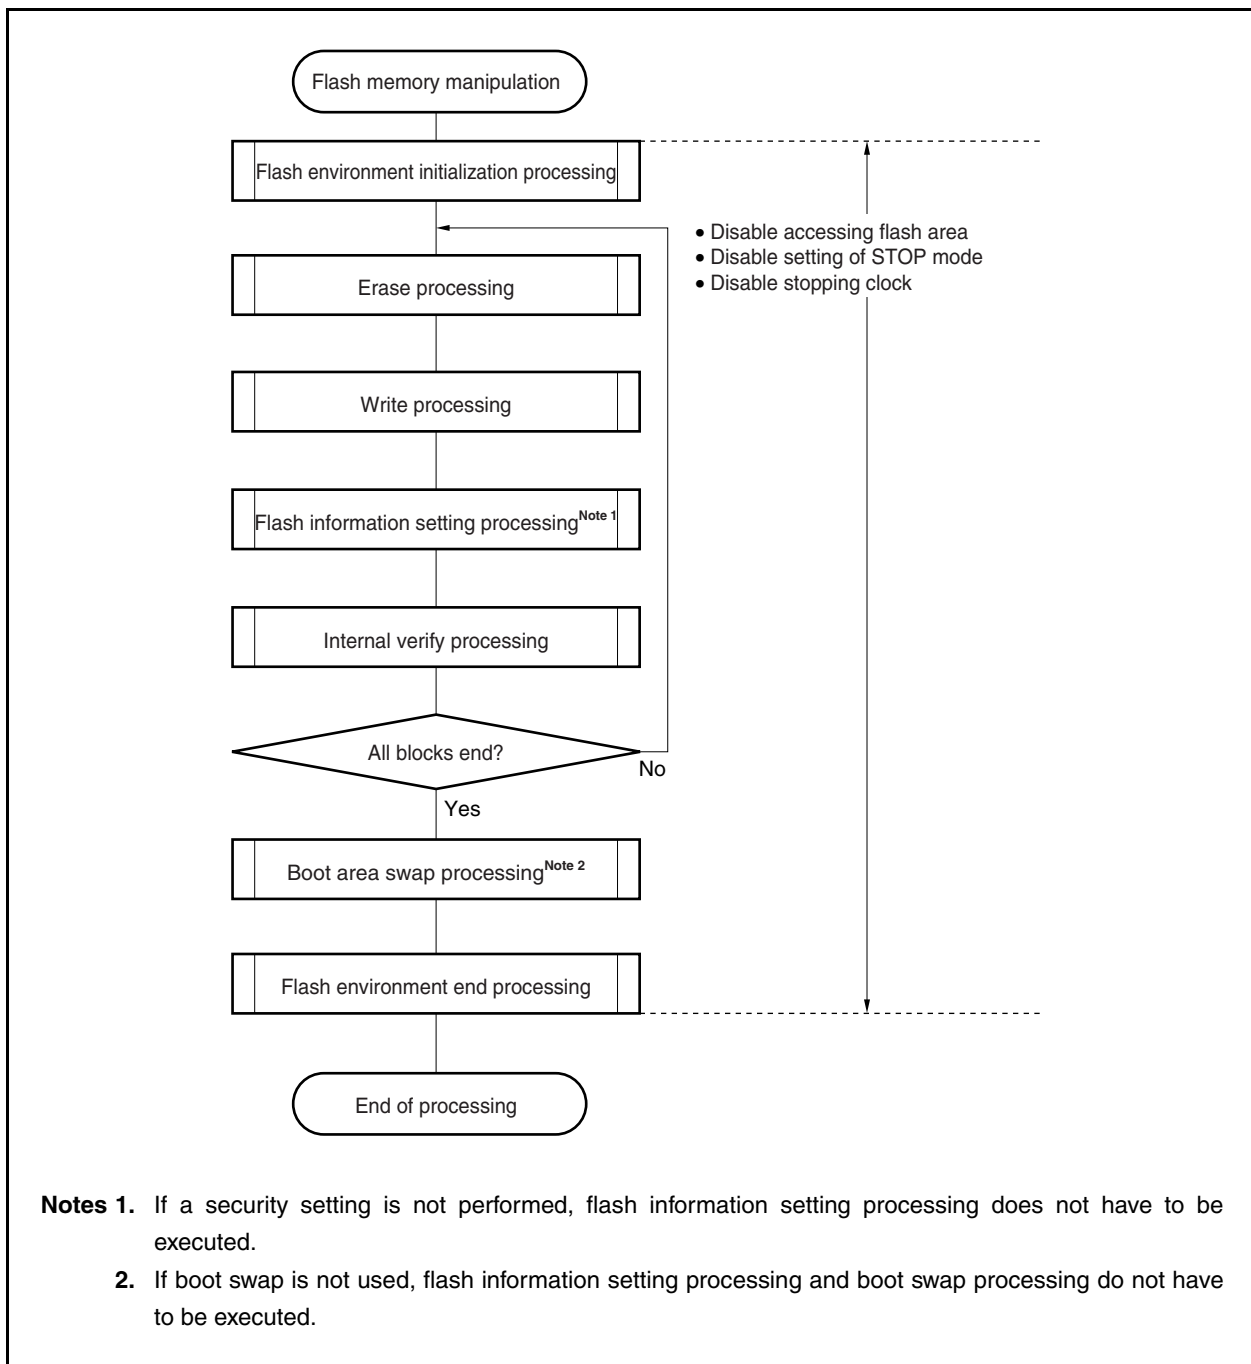 Flash memory manipulation
Flash environment initialization processing
● Disable accessing flash area
● Disable setting of STOP mode
● Disable stopping clock
Erase processing
Write processing
Flash information setting processing Note 1
Internal verify processing
All blocks end?
No
Yes
Boot area swap processing Note 2
Flash environment end processing
End of processing
Notes 1. If a security setting is not performed, flash information setting processing does not have to be
executed.
2. If boot swap is not used, flash information setting processing and boot swap processing do not have
to be executed.